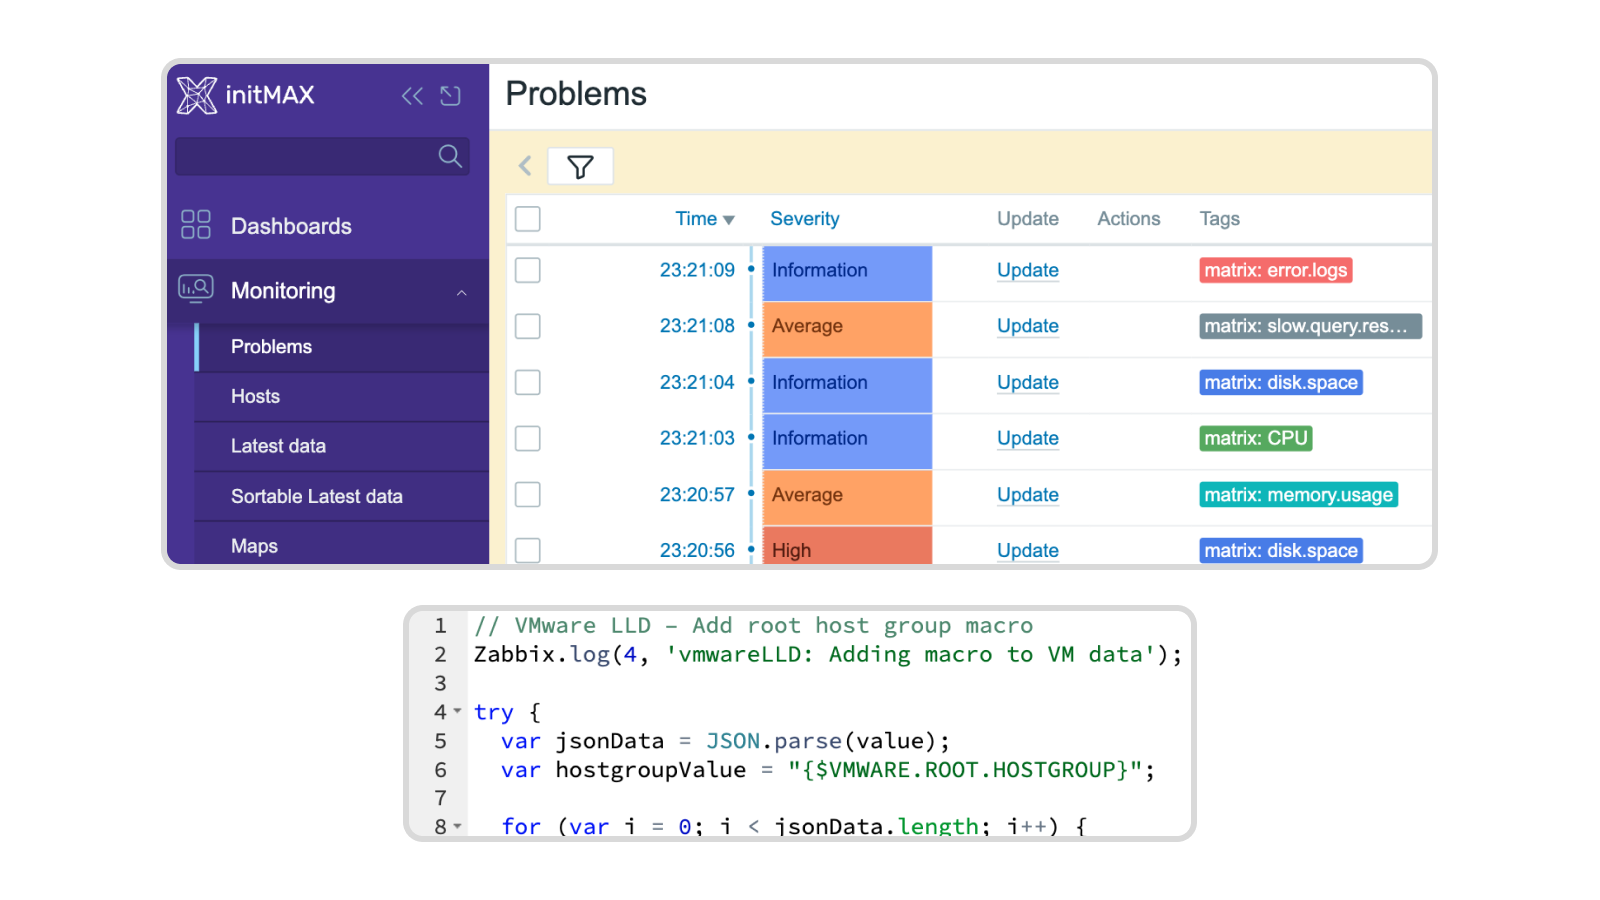 initMAX
Problems
Dashboards
Monitoring
Problems
Hosts
Latest data
Sortable Latest data
Maps
Time Severity Update Actions Tags
23:21:09 Information Update matrix: error.logs
23:21:08 Average Update matrix: slow.query.res…
23:21:04 Information Update matrix: disk.space
23:21:03 Information Update matrix: CPU
23:20:57 Average Update matrix: memory.usage
23:20:56 High Update matrix: disk.space
1 // VMware LLD – Add root host group macro
2 Zabbix.log(4, 'vmwareLLD: Adding macro to VM data');
3
4 try {
5 var jsonData = JSON.parse(value);
6 var hostgroupValue = "{$VMWARE.ROOT.HOSTGROUP}";
7
8 for (var i = 0; i < jsonData.length; i++) {